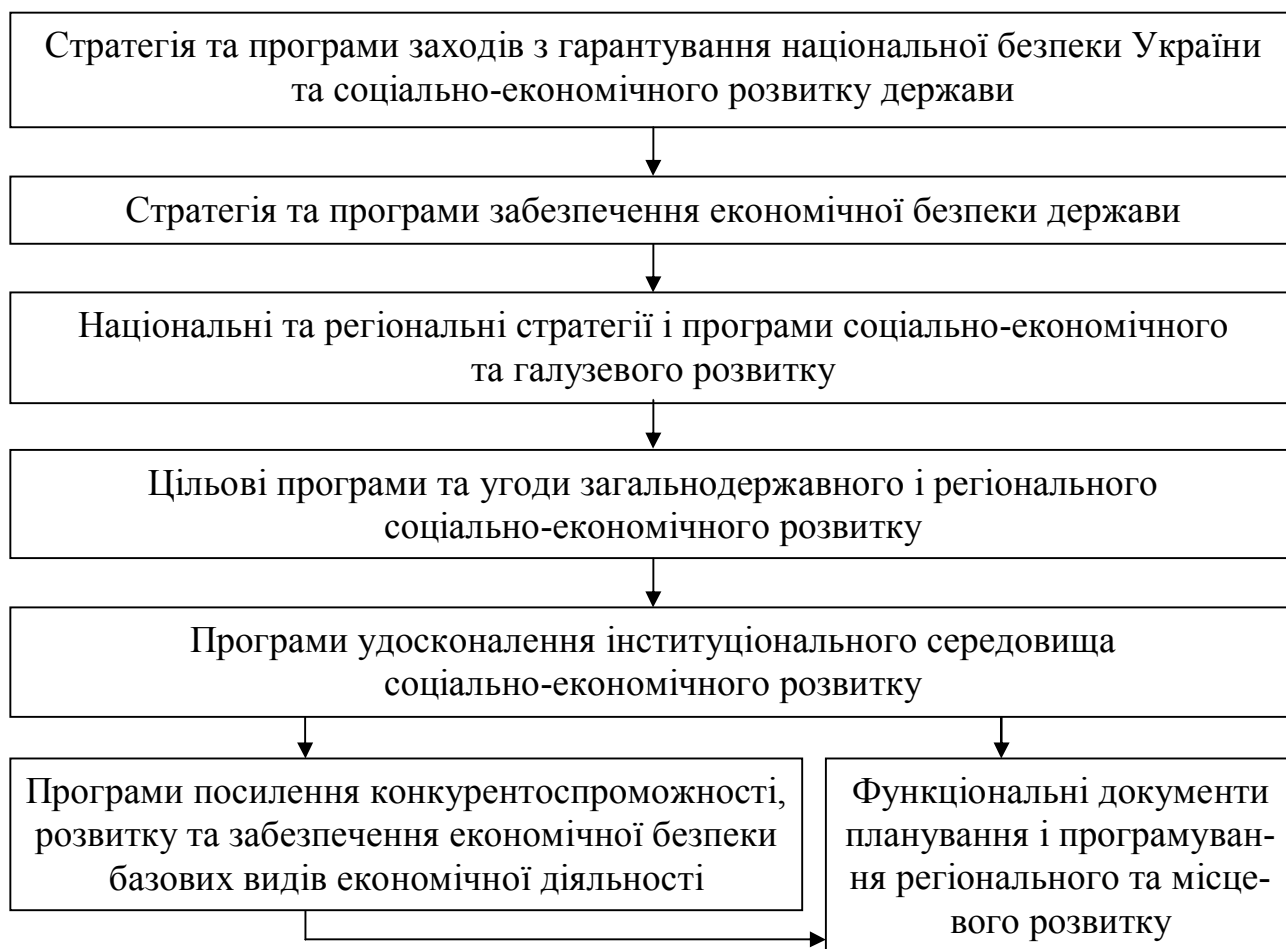 Стратегія та програми заходів з гарантування національної безпеки України
та соціально-економічного розвитку держави
Стратегія та програми забезпечення економічної безпеки держави
Національні та регіональні стратегії і програми соціально-економічного
та галузевого розвитку
Цільові програми та угоди загальнодержавного і регіонального
соціально-економічного розвитку
Програми удосконалення інституціонального середовища
соціально-економічного розвитку
Програми посилення конкурентоспроможності,
розвитку та забезпечення економічної безпеки
базових видів економічної діяльності
Функціональні документи
планування і програмуван-
ня регіонального та місце-
вого розвитку